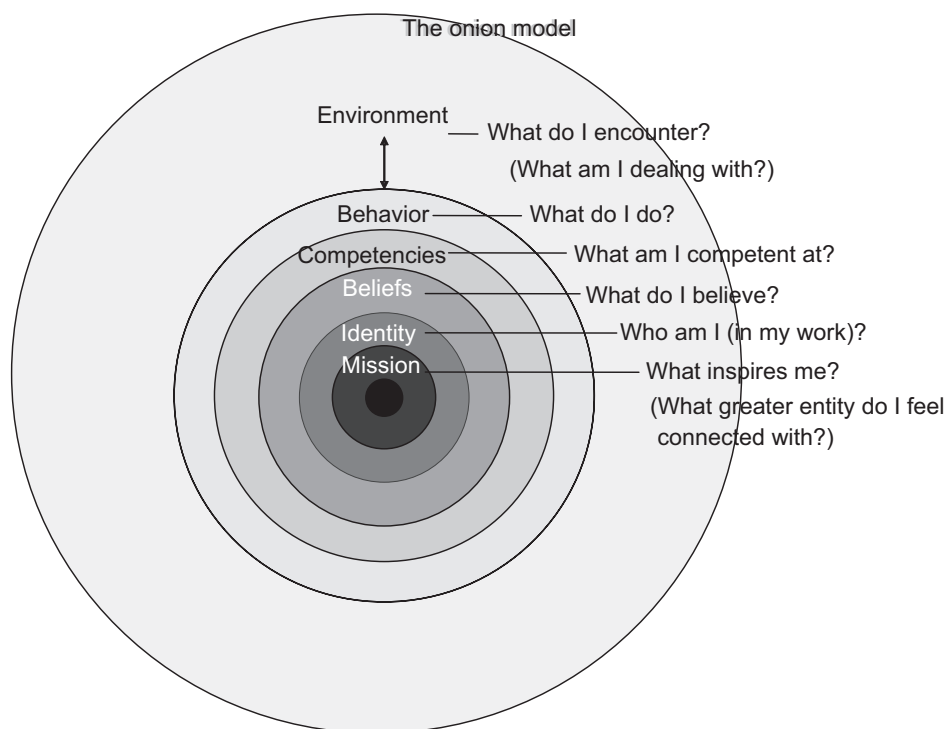 The onion model
Environment
What do I encounter?
(What am I dealing with?)
Behavior
What do I do?
Competencies
What am I competent at?
Beliefs
What do I believe?
Identity
Who am I (in my work)?
Mission
What inspires me?
(What greater entity do I feel
connected with?)